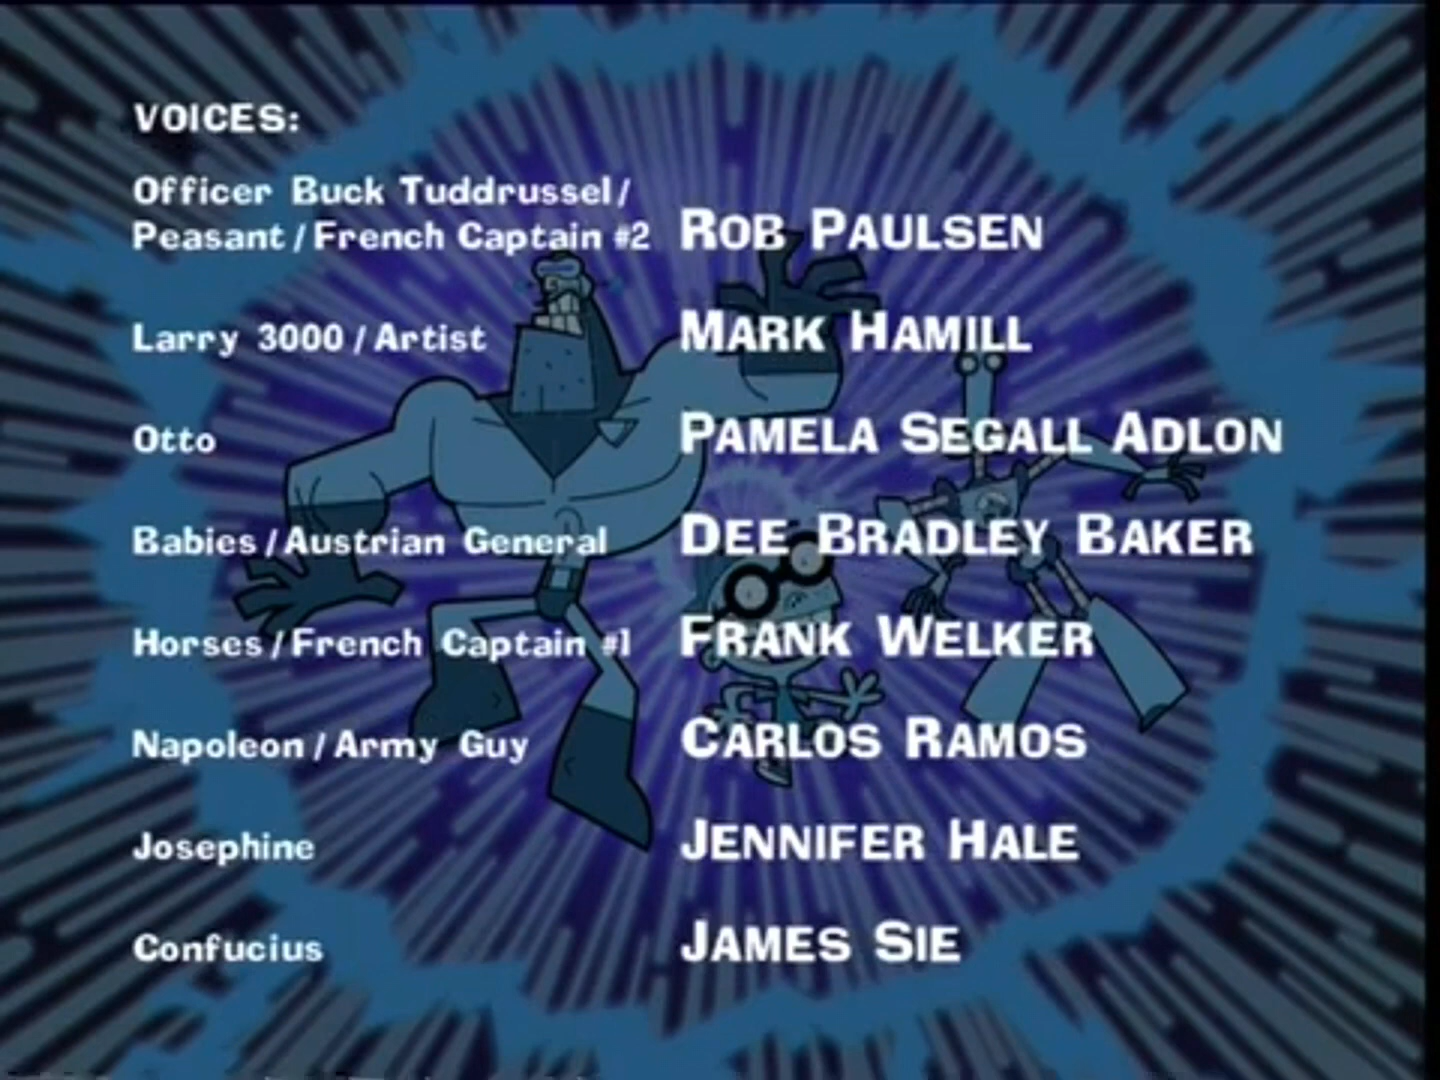 VOICES:
Officer Buck Tuddrussel/
Peasant/French Captain #2 ROB PAULSEN
Larry 3000/Artist MARK HAMILL
Otto PAMELA SEGALL ADLON
Babies/Austrian General DEE BRADLEY BAKER
Horses/French Captain #1 FRANK WELKER
Napoleon/Army Guy CARLOS RAMOS
Josephine JENNIFER HALE
Confucius JAMES SIE